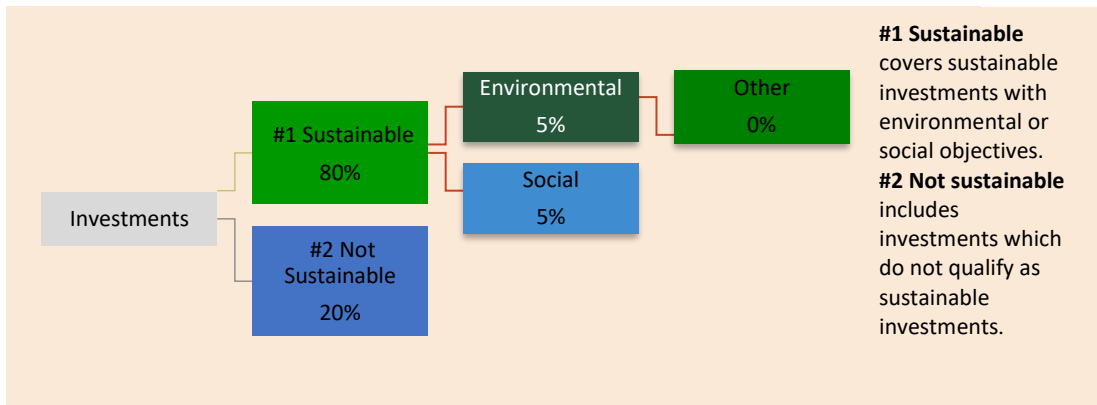 Investments
#1 Sustainable
80%
#2 Not
Sustainable
20%
Environmental
5%
Social
5%
Other
0%
#1 Sustainable
covers sustainable
investments with
environmental or
social objectives.
#2 Not sustainable
includes
investments which
do not qualify as
sustainable
investments.